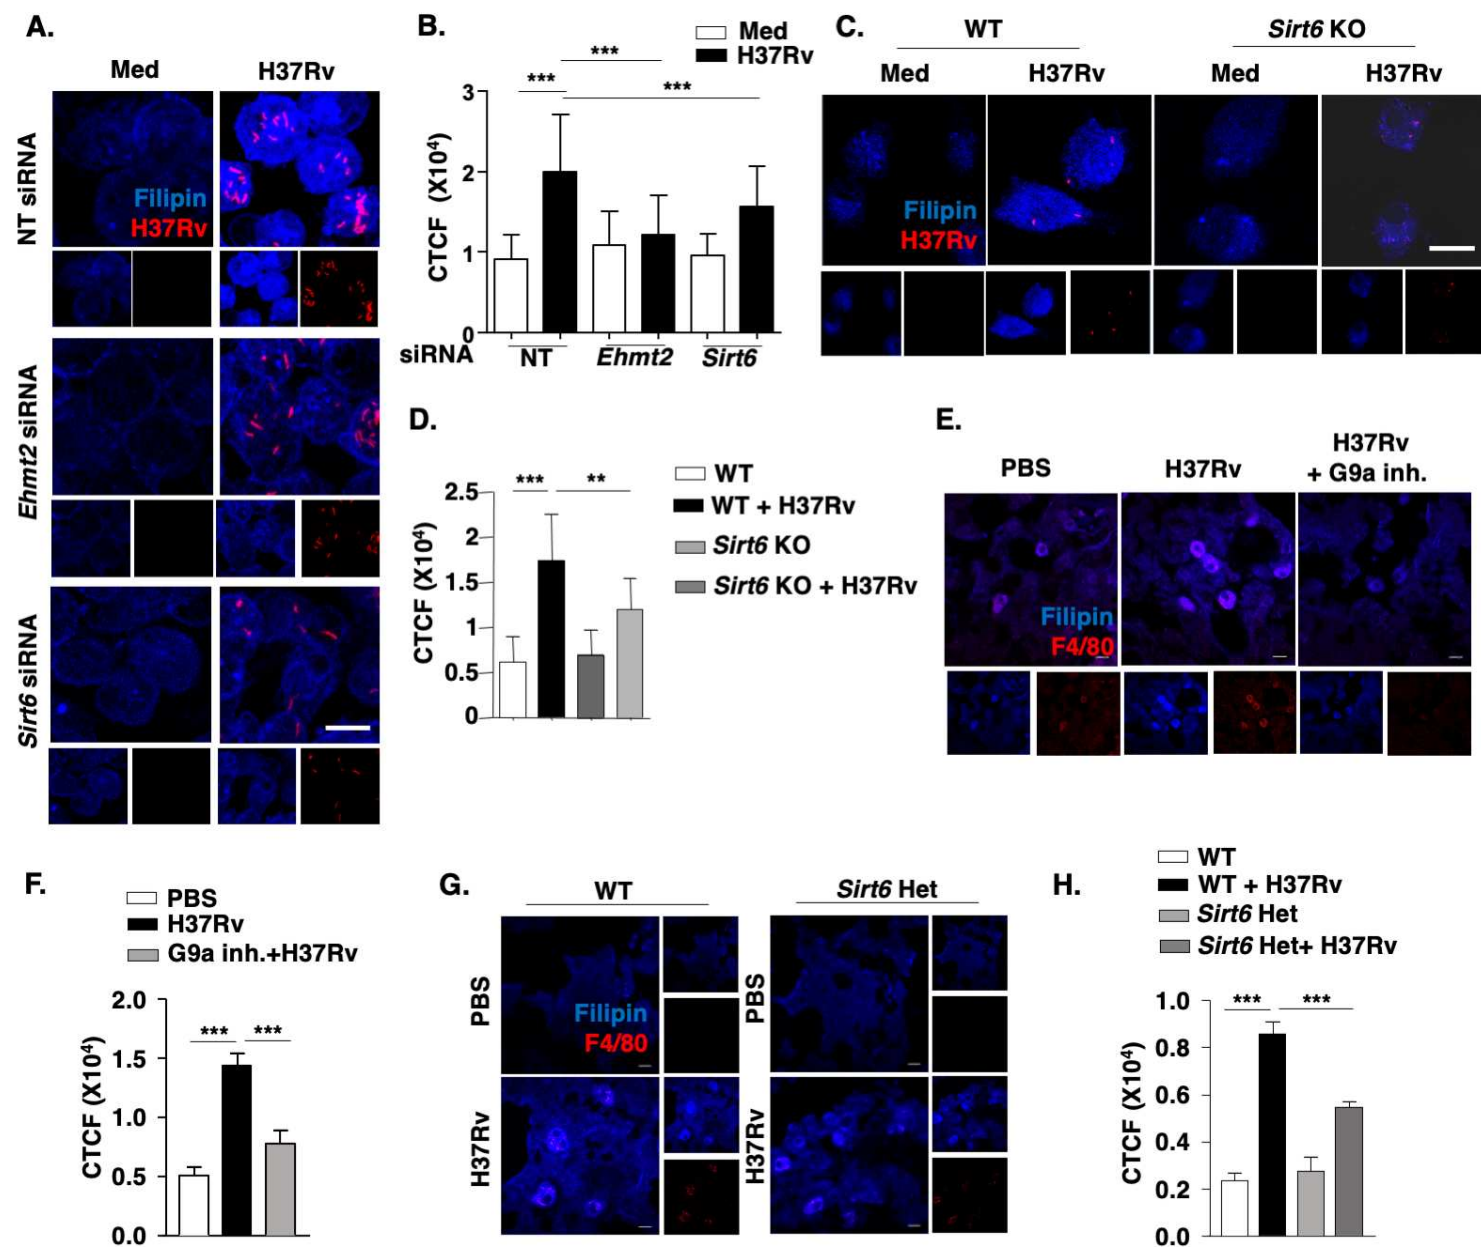 A.
Med H37Rv
NT siRNA
Filipin
H37Rv
Ehmt2 siRNA
Sirt6 siRNA
B.
Med
H37Rv
***
***
***
CTCF (X10⁴)
3
2
1
0
siRNA NT Ehmt2 Sirt6
C.
WT Sirt6 KO
Med H37Rv Med H37Rv
Filipin
H37Rv
D.
WT
WT + H37Rv
Sirt6 KO
Sirt6 KO + H37Rv
*** **
CTCF (X10⁴)
2.5
2
1.5
1
0.5
0
E.
PBS H37Rv H37Rv
+ G9a inh.
Filipin
F4/80
F.
PBS
H37Rv
G9a inh.+H37Rv
*** ***
CTCF (X10⁴)
2.0
1.5
1.0
0.5
0.0
G.
WT Sirt6 Het
PBS PBS
Filipin
F4/80
H37Rv H37Rv
H.
WT
WT + H37Rv
Sirt6 Het
Sirt6 Het+ H37Rv
*** ***
CTCF (X10⁴)
1.0
0.8
0.6
0.4
0.2
0.0